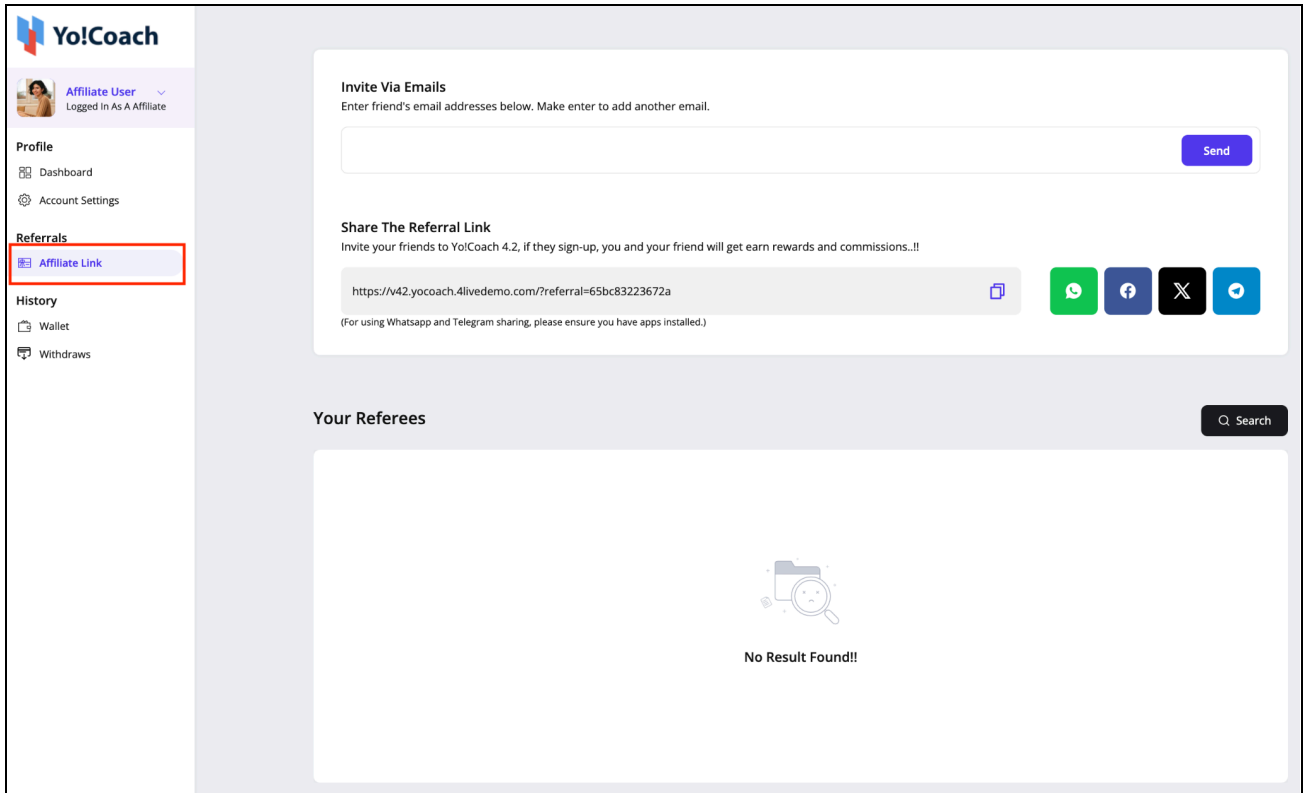 Yo!Coach
Affiliate User
Logged In As A Affiliate
Profile
Dashboard
Account Settings
Referrals
Affiliate Link
History
Wallet
Withdraws
Invite Via Emails
Enter friend's email addresses below. Make enter to add another email.
Send
Share The Referral Link
Invite your friends to Yo!Coach 4.2, if they sign-up, you and your friend will get earn rewards and commissions..!!
https://v42.yocoach.4livedemo.com/?referral=65bc83223672a
(For using Whatsapp and Telegram sharing, please ensure you have apps installed.)
Your Referees
Search
No Result Found!!